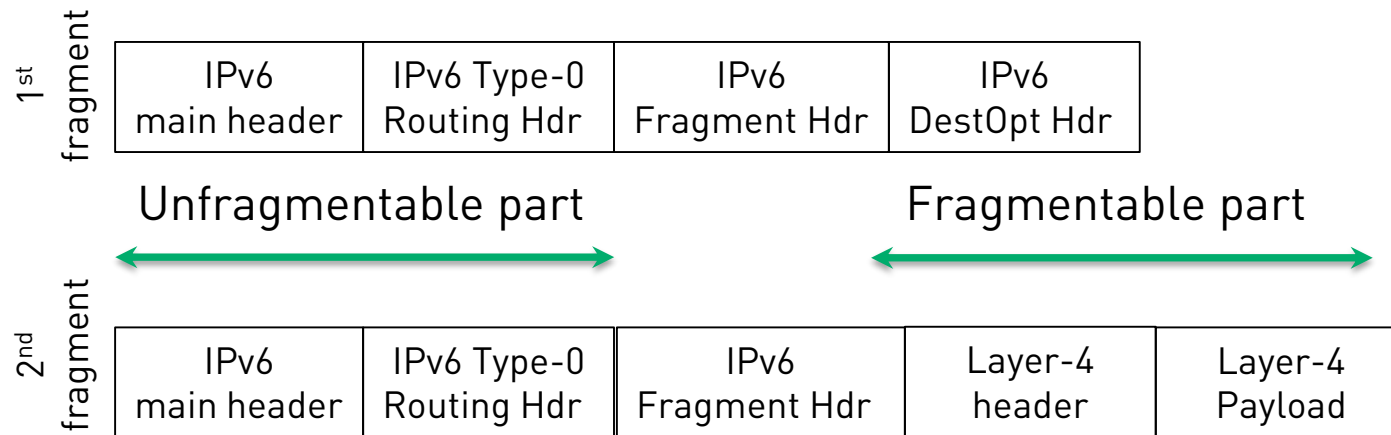 1st
fragment
IPv6
main header
IPv6 Type-0
Routing Hdr
IPv6
Fragment Hdr
IPv6
DestOpt Hdr
Unfragmentable part
Fragmentable part
2nd
fragment
IPv6
main header
IPv6 Type-0
Routing Hdr
IPv6
Fragment Hdr
Layer-4
header
Layer-4
Payload